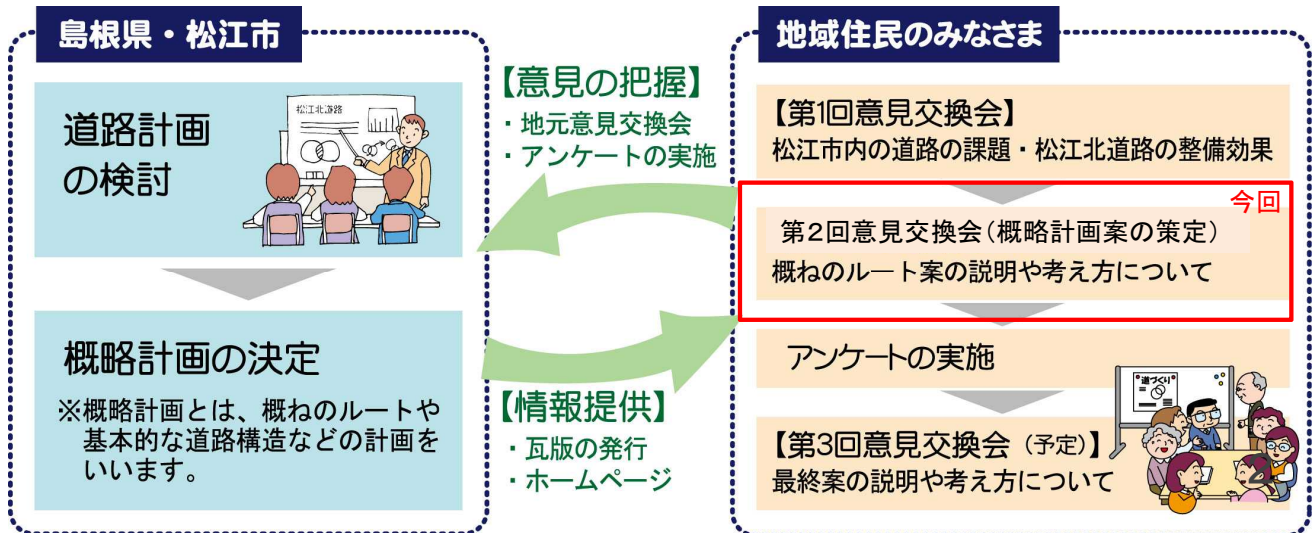 島根県・松江市
道路計画
の検討
松江北道路
概略計画の決定
※概略計画とは、概ねのルートや
基本的な道路構造などの計画を
いいます。
【意見の把握】
・地元意見交換会
・アンケートの実施
【情報提供】
・瓦版の発行
・ホームページ
地域住民のみなさま
【第1回意見交換会】
松江市内の道路の課題・松江北道路の整備効果
今回
第2回意見交換会(概略計画案の策定)
概ねのルート案の説明や考え方について
アンケートの実施
道づくり
【第3回意見交換会（予定）】
最終案の説明や考え方について
2